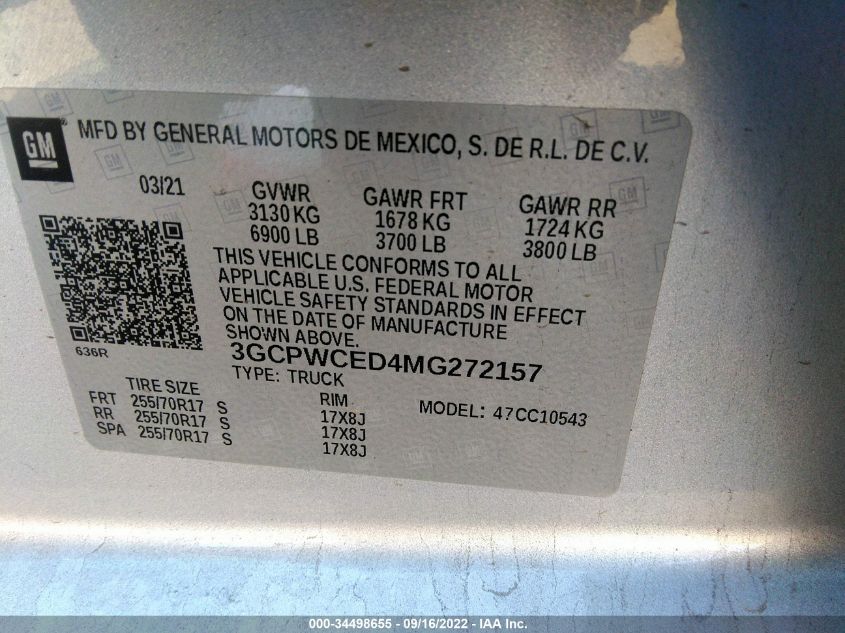 GM
MFD BY GENERAL MOTORS DE MEXICO, S. DE R.L. DE C.V.
03/21
GVWR
3130 KG
6900 LB
GAWR FRT
1678 KG
3700 LB
GAWR RR
1724 KG
3800 LB
THIS VEHICLE CONFORMS TO ALL
APPLICABLE U.S. FEDERAL MOTOR
VEHICLE SAFETY STANDARDS IN EFFECT
ON THE DATE OF MANUFACTURE
SHOWN ABOVE.
636R
3GCPWCED4MG272157
TYPE: TRUCK
TIRE SIZE RIM MODEL: 47CC10543
FRT 255/70R17 S 17X8J
RR 255/70R17 S 17X8J
SPA 255/70R17 S 17X8J
000-34498655 - 09/16/2022 - IAA Inc.